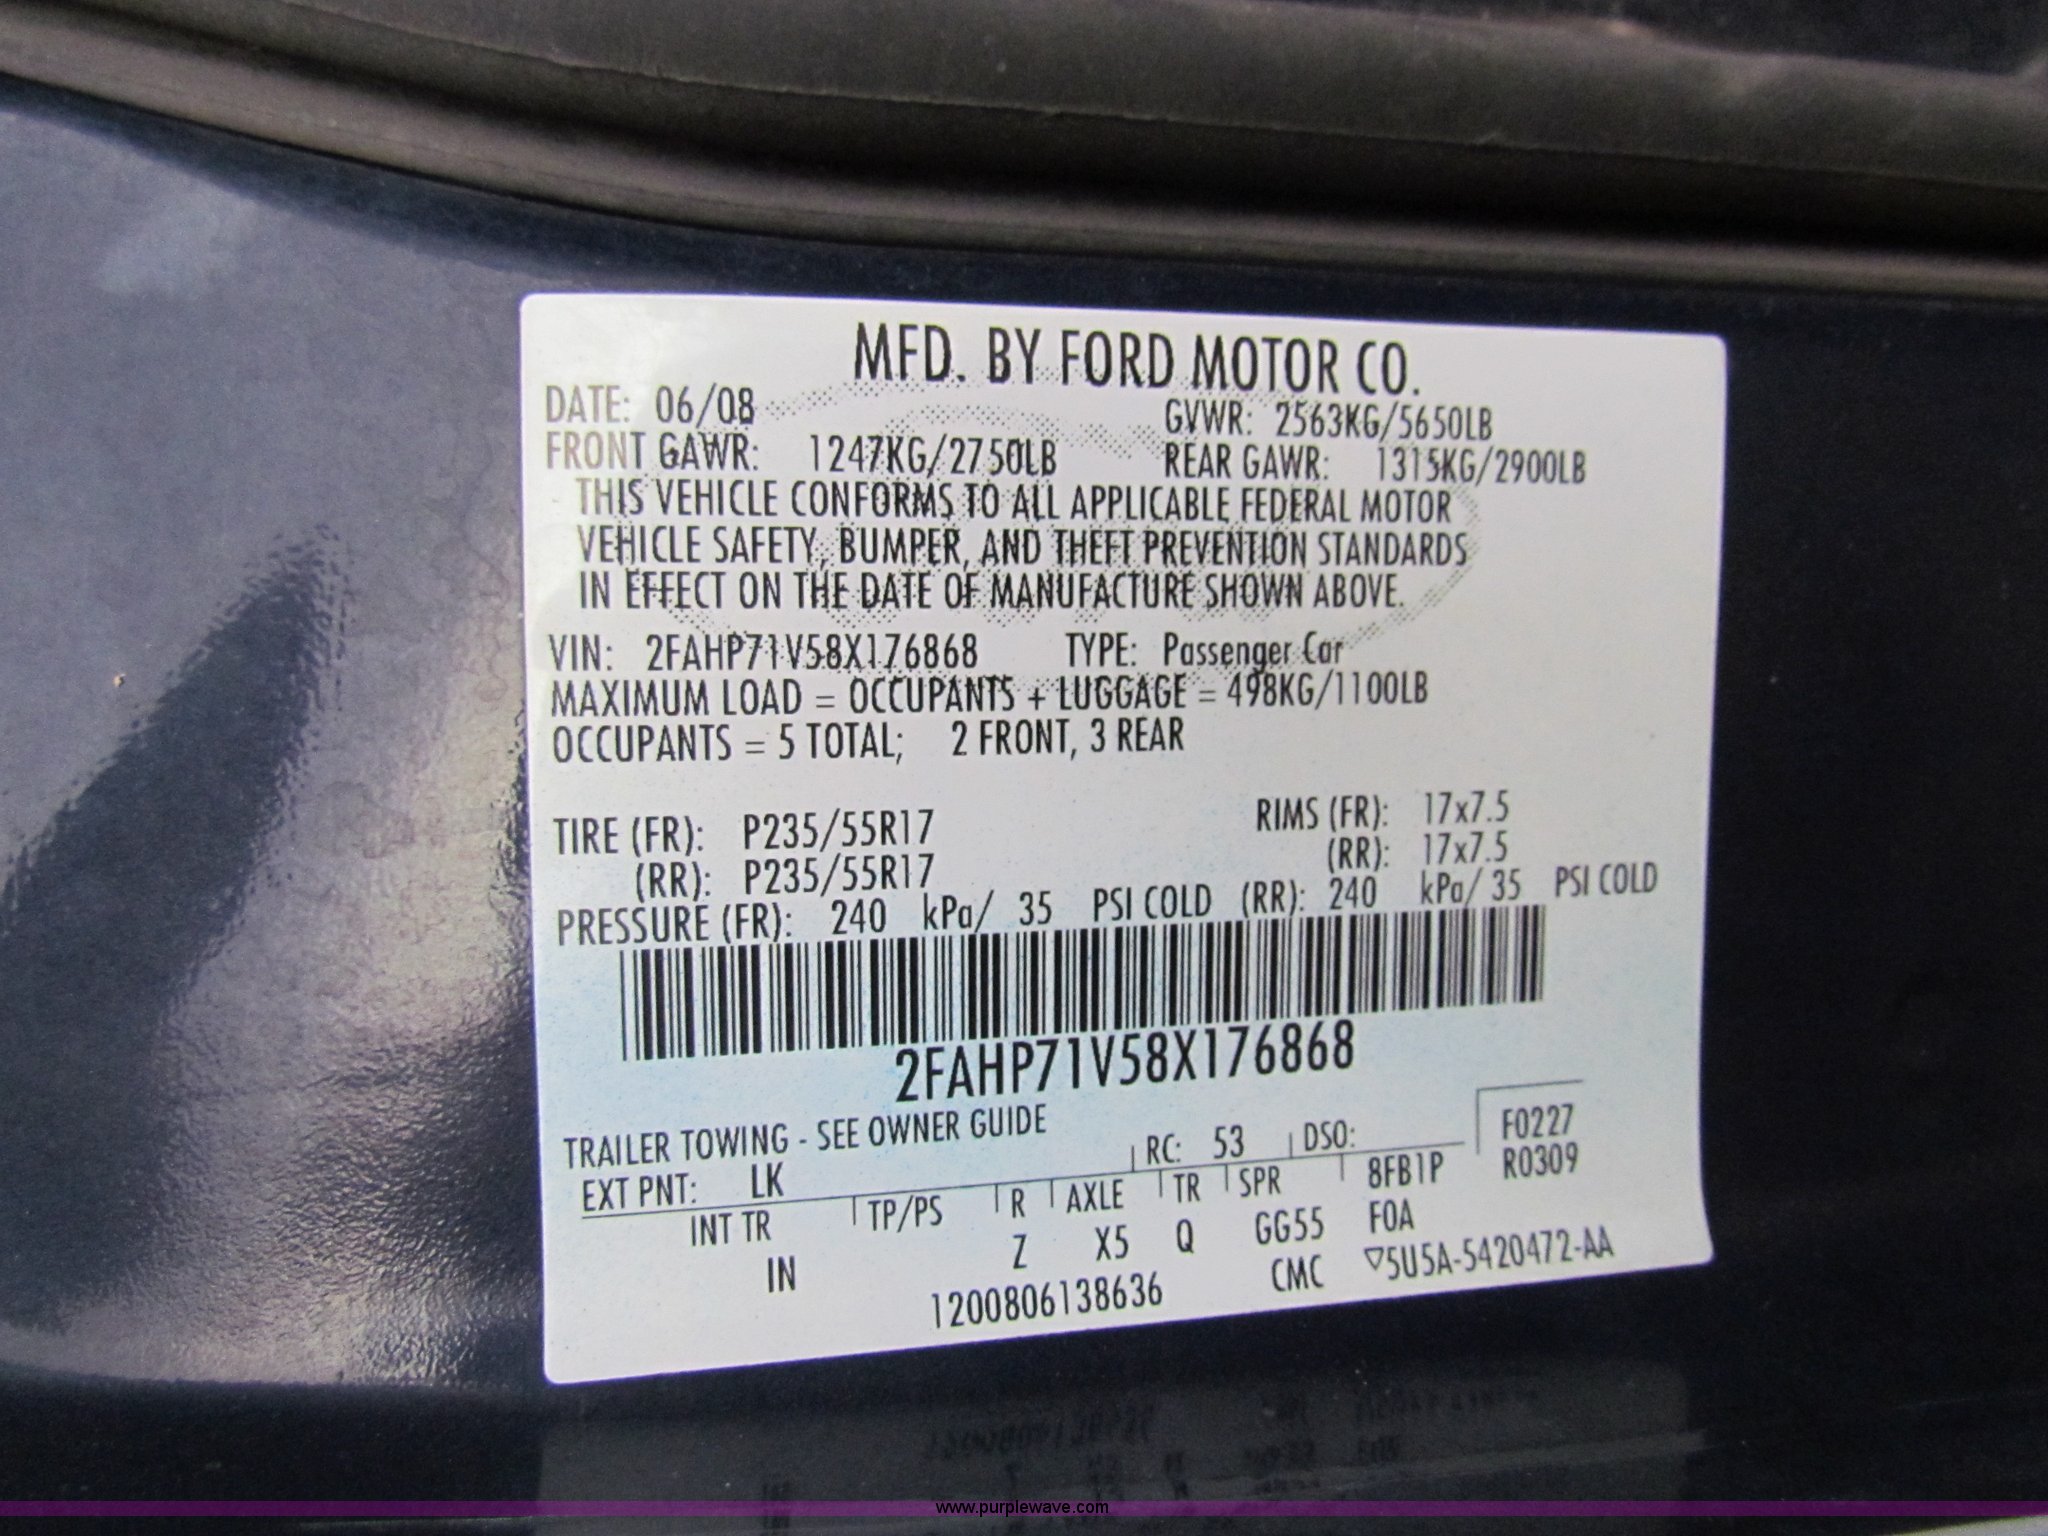 MFD. BY FORD MOTOR CO.
DATE: 06/08 GVWR: 2563KG/5650LB
FRONT GAWR: 1247KG/2750LB REAR GAWR: 1315KG/2900LB
THIS VEHICLE CONFORMS TO ALL APPLICABLE FEDERAL MOTOR
VEHICLE SAFETY, BUMPER, AND THEFT PREVENTION STANDARDS
IN EFFECT ON THE DATE OF MANUFACTURE SHOWN ABOVE.
VIN: 2FAHP71V58X176868 TYPE: Passenger Car
MAXIMUM LOAD = OCCUPANTS + LUGGAGE = 498KG/1100LB
OCCUPANTS = 5 TOTAL; 2 FRONT, 3 REAR
TIRE (FR): P235/55R17 RIMS (FR): 17x7.5
(RR): P235/55R17 (RR): 17x7.5
PRESSURE (FR): 240 kPa/ 35 PSI COLD (RR): 240 kPa/ 35 PSI COLD
2FAHP71V58X176868
TRAILER TOWING - SEE OWNER GUIDE
EXT PNT: LK RC: 53 DSO: F0227
INT TR TP/PS R AXLE TR SPR 8FB1P R0309
IN Z X5 Q GG55 FOA
1200806138636 CMC ▽5U5A-5420472-AA
www.purplewave.com